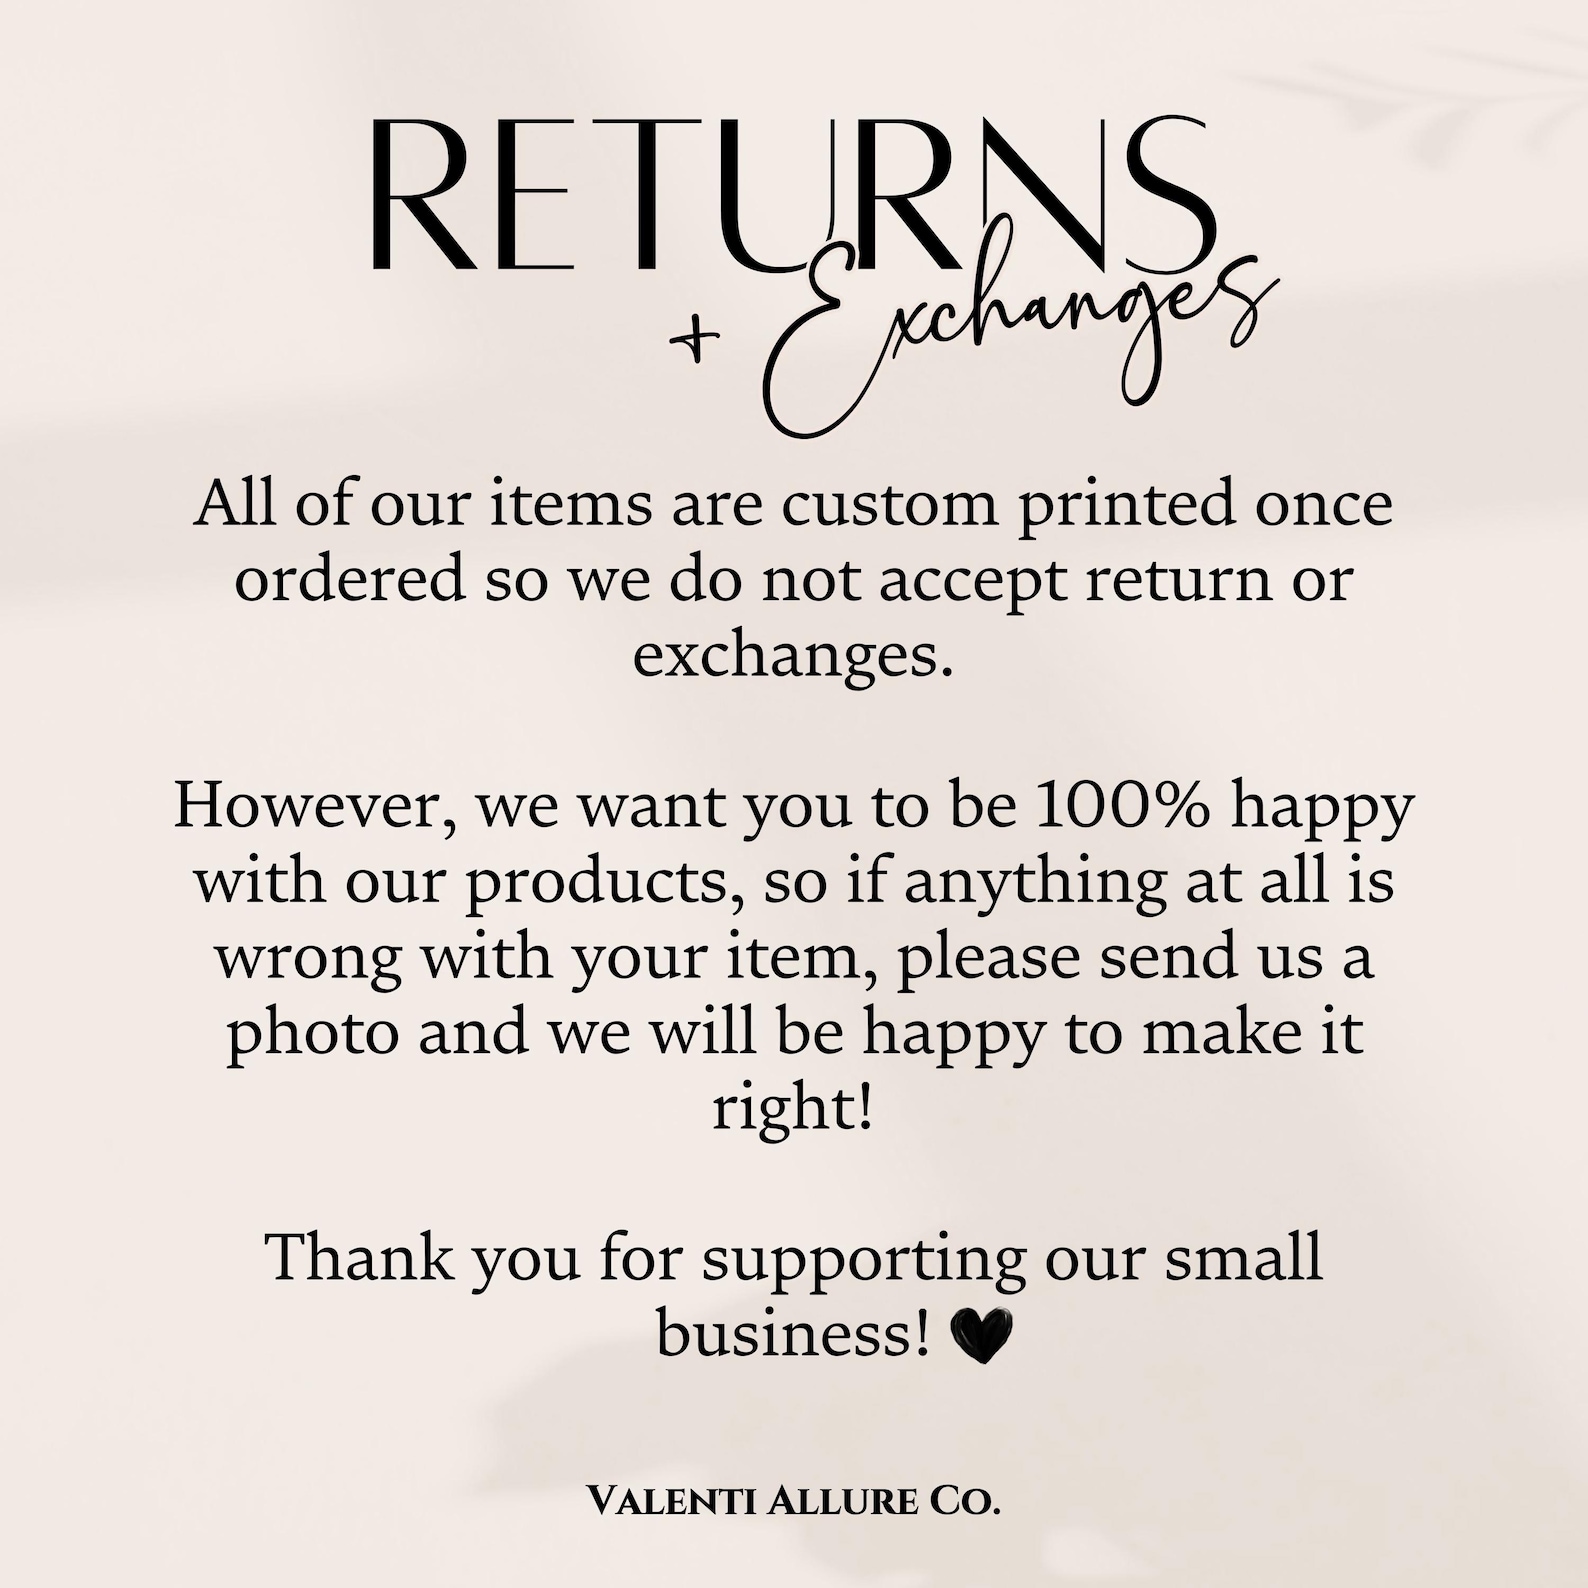 RETURNS
+ Exchanges
All of our items are custom printed once
ordered so we do not accept return or
exchanges.
However, we want you to be 100% happy
with our products, so if anything at all is
wrong with your item, please send us a
photo and we will be happy to make it
right!
Thank you for supporting our small
business! 🖤
VALENTI ALLURE CO.